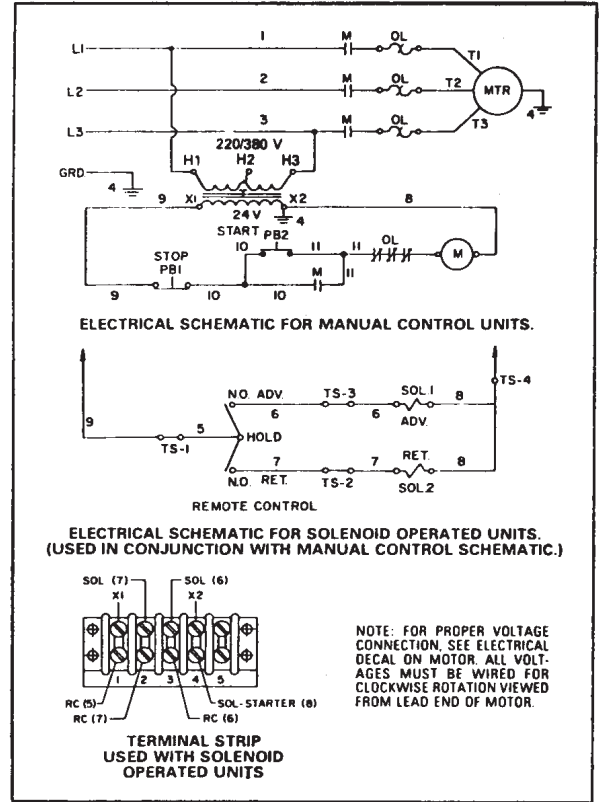 1
L1
M
OL
T1
2
L2
M
OL
T2
MTR
3
L3
M
OL
T3
4
220/380 V
H1 H2 H3
GRD
4
9
X1
X2
8
24 V
4
START
PB2
10
11
11
OL
M
STOP
PB1
M
11
9
10
10
ELECTRICAL SCHEMATIC FOR MANUAL CONTROL UNITS.
TS-4
N.O. ADV.
TS-3
SOL.1
8
6
6
ADV.
9
5
HOLD
TS-1
7
7
RET.
8
N.O. RET.
TS-2
SOL.2
REMOTE CONTROL
ELECTRICAL SCHEMATIC FOR SOLENOID OPERATED UNITS.
(USED IN CONJUNCTION WITH MANUAL CONTROL SCHEMATIC.)
SOL (7)
SOL (6)
X1
X2
1 2 3 4 5
RC (5)
SOL-STARTER (8)
RC (7)
RC (6)
TERMINAL STRIP
USED WITH SOLENOID
OPERATED UNITS
NOTE: FOR PROPER VOLTAGE
CONNECTION, SEE ELECTRICAL
DECAL ON MOTOR. ALL VOLT-
AGES MUST BE WIRED FOR
CLOCKWISE ROTATION VIEWED
FROM LEAD END OF MOTOR.